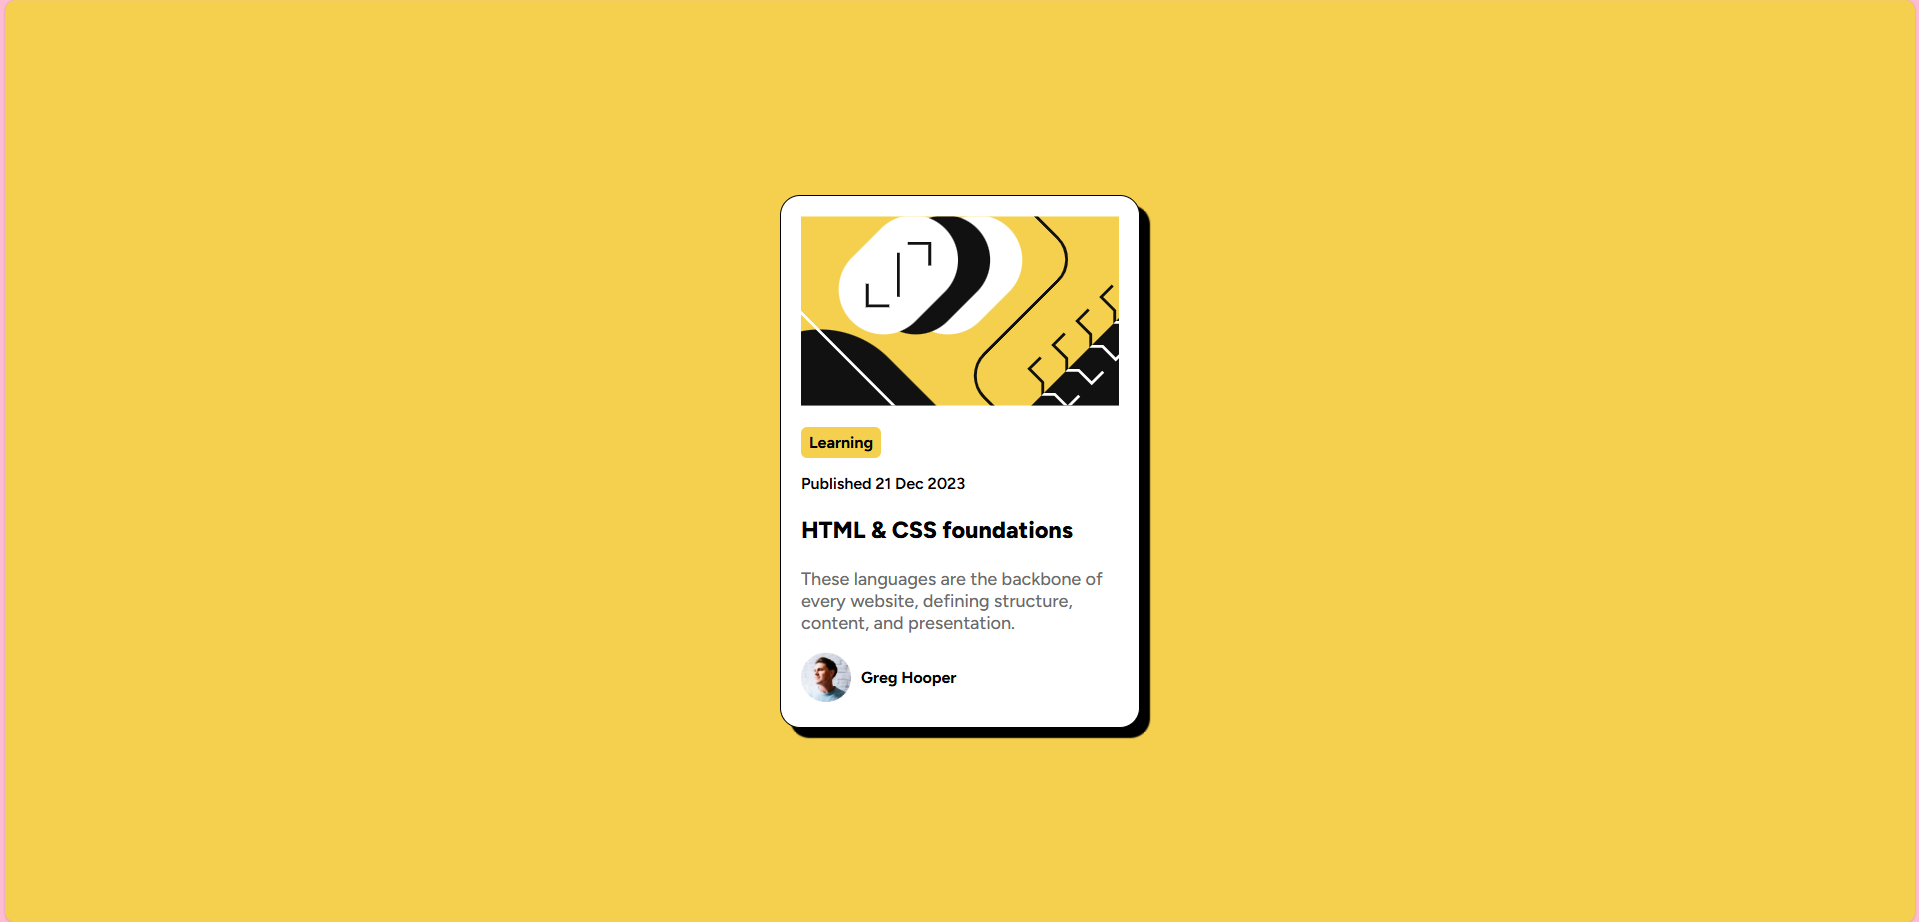 Learning
Published 21 Dec 2023
HTML & CSS foundations
These languages are the backbone of
every website, defining structure,
content, and presentation.
Greg Hooper